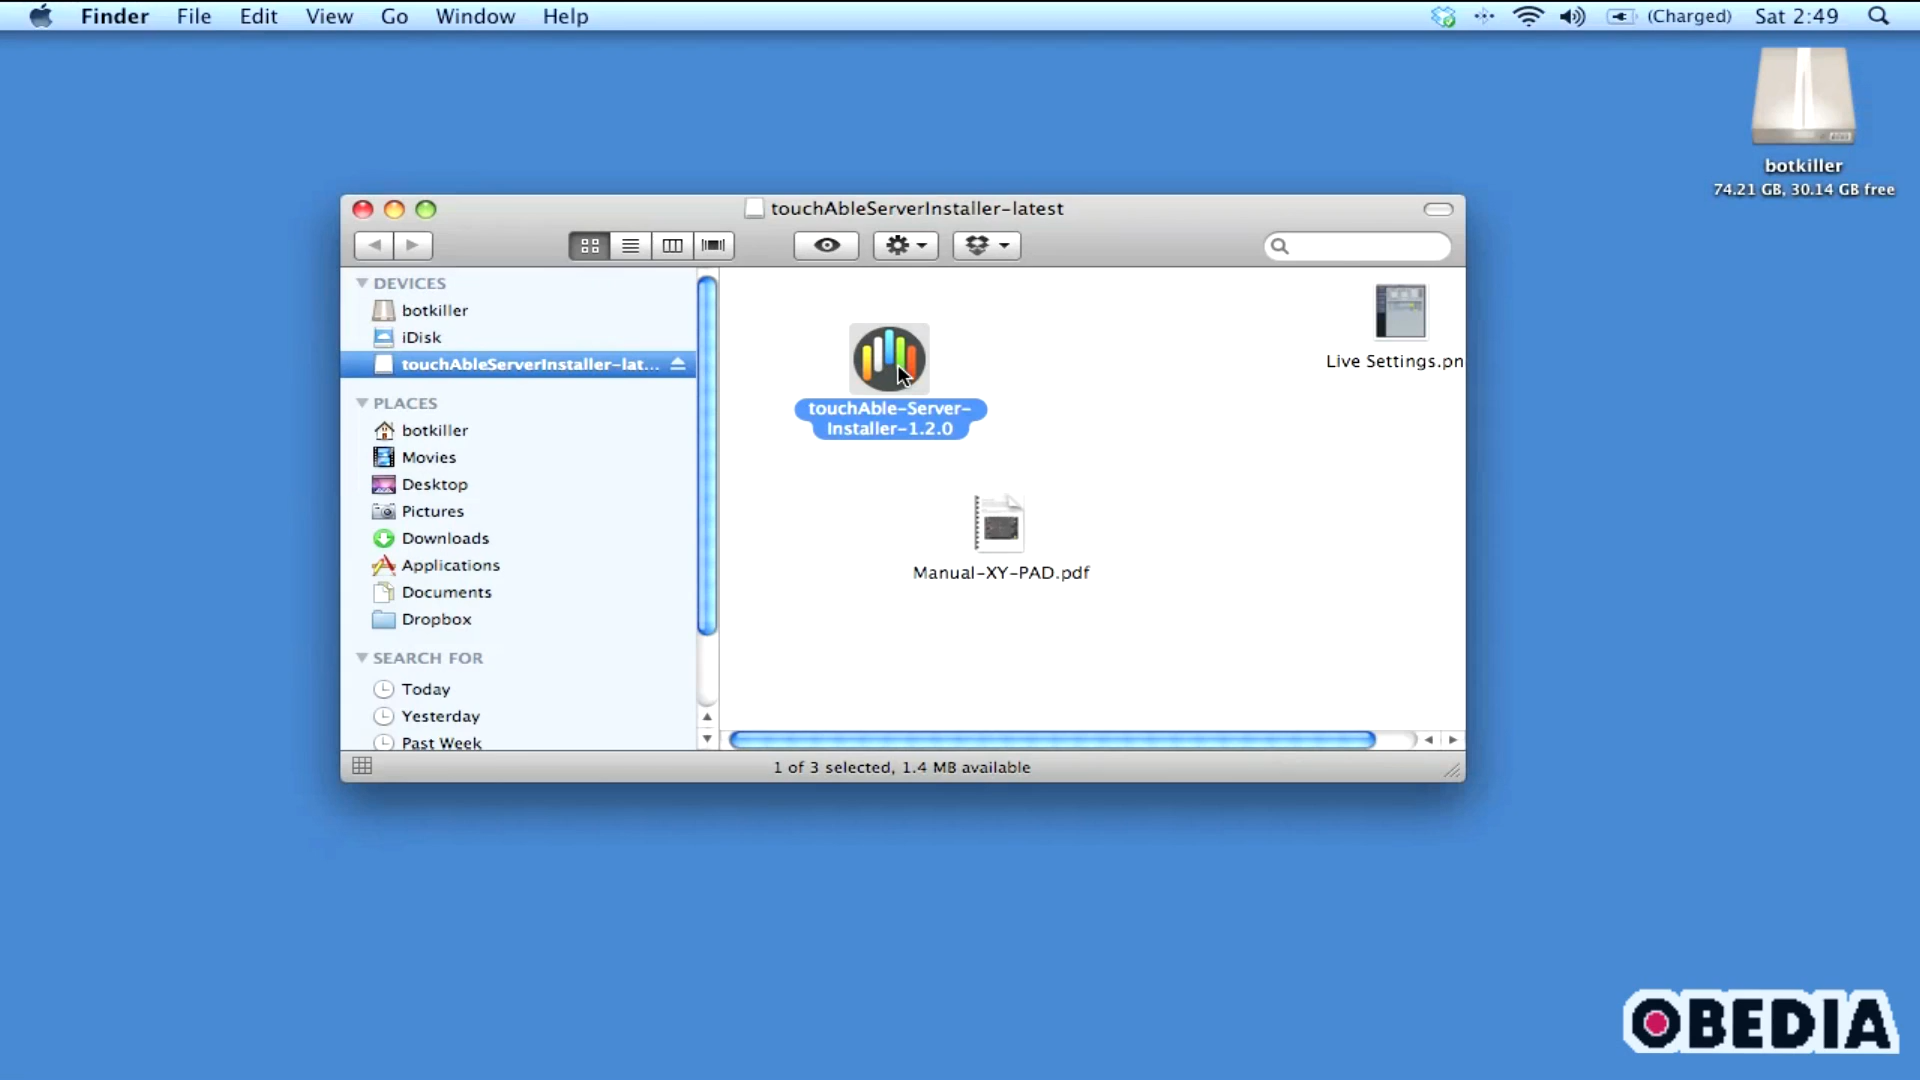 Finder File Edit View Go Window Help (Charged) Sat 2:49
botkiller
74.21 GB, 30.14 GB free
touchAbleServerInstaller-latest
DEVICES
botkiller
iDisk
touchAbleServerInstaller-lat...
PLACES
botkiller
Movies
Desktop
Pictures
Downloads
Applications
Documents
Dropbox
SEARCH FOR
Today
Yesterday
Past Week
touchAble-Server-
Installer-1.2.0
Live Settings.pn
Manual-XY-PAD.pdf
1 of 3 selected, 1.4 MB available
OBEDIA